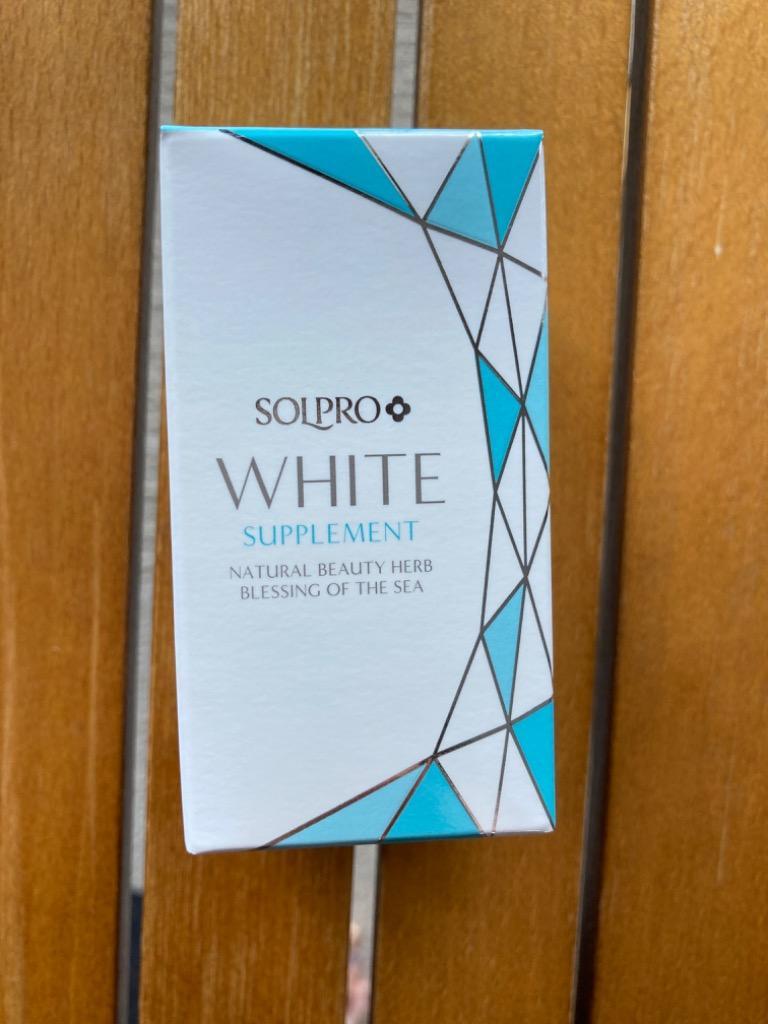 SOLPRO
WHITE
SUPPLEMENT
NATURAL BEAUTY HERB
BLESSING OF THE SEA